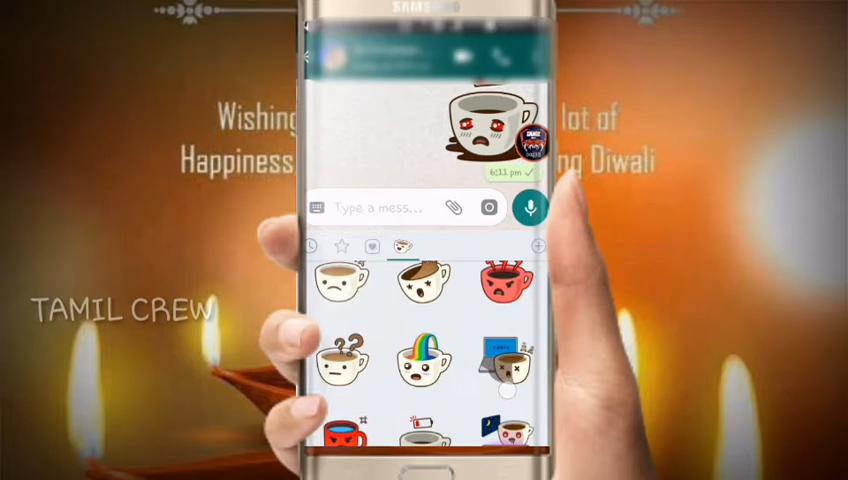 SAMSUNG
Wishing
lot of
Happiness,
ng Diwali
6:11 pm
Type a mess...
TAMIL CREW
??
#